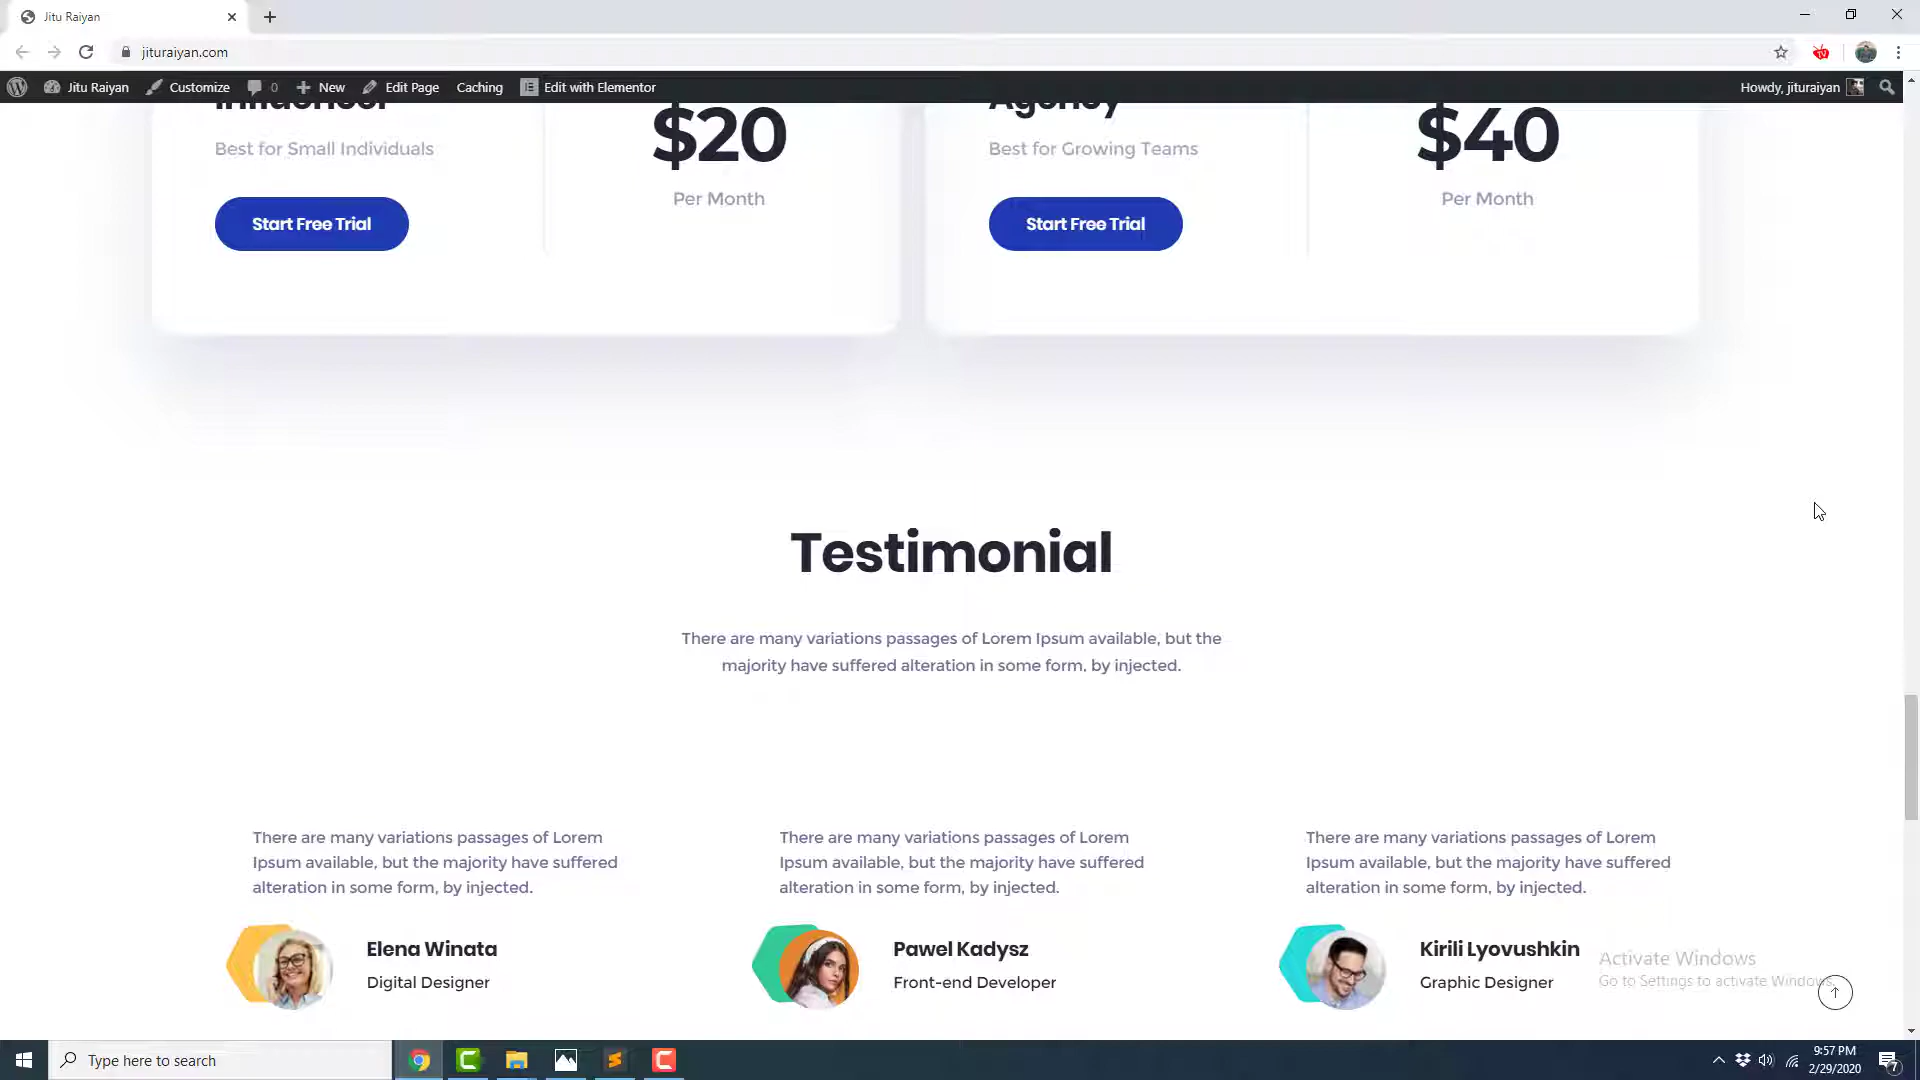 Jitu Raiyan
jituraiyan.com
Jitu Raiyan Customize 0 New Edit Page Caching Edit with Elementor Howdy, jituraiyan
Influencer
Agency
$20
$40
Best for Small Individuals
Best for Growing Teams
Per Month
Per Month
Start Free Trial
Start Free Trial
Testimonial
There are many variations passages of Lorem Ipsum available, but the
majority have suffered alteration in some form, by injected.
There are many variations passages of Lorem
Ipsum available, but the majority have suffered
alteration in some form, by injected.
Elena Winata
Digital Designer
There are many variations passages of Lorem
Ipsum available, but the majority have suffered
alteration in some form, by injected.
Pawel Kadysz
Front-end Developer
There are many variations passages of Lorem
Ipsum available, but the majority have suffered
alteration in some form, by injected.
Kirili Lyovushkin
Graphic Designer
Activate Windows
Go to Settings to activate Windows.
Type here to search
9:57 PM
2/29/2020
7